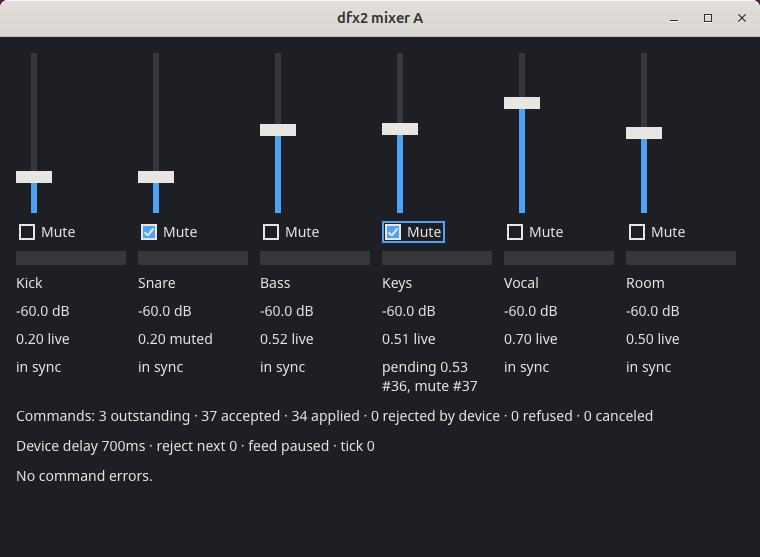 dfx2 mixer A
Mute Mute Mute Mute Mute Mute
Kick Snare Bass Keys Vocal Room
-60.0 dB -60.0 dB -60.0 dB -60.0 dB -60.0 dB -60.0 dB
0.20 live 0.20 muted 0.52 live 0.51 live 0.70 live 0.50 live
in sync in sync in sync pending 0.53 in sync in sync
#36, mute #37
Commands: 3 outstanding · 37 accepted · 34 applied · 0 rejected by device · 0 refused · 0 canceled
Device delay 700ms · reject next 0 · feed paused · tick 0
No command errors.